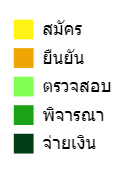 สมัคร
ยืนยัน
ตรวจสอบ
พิจารณา
จ่ายเงิน